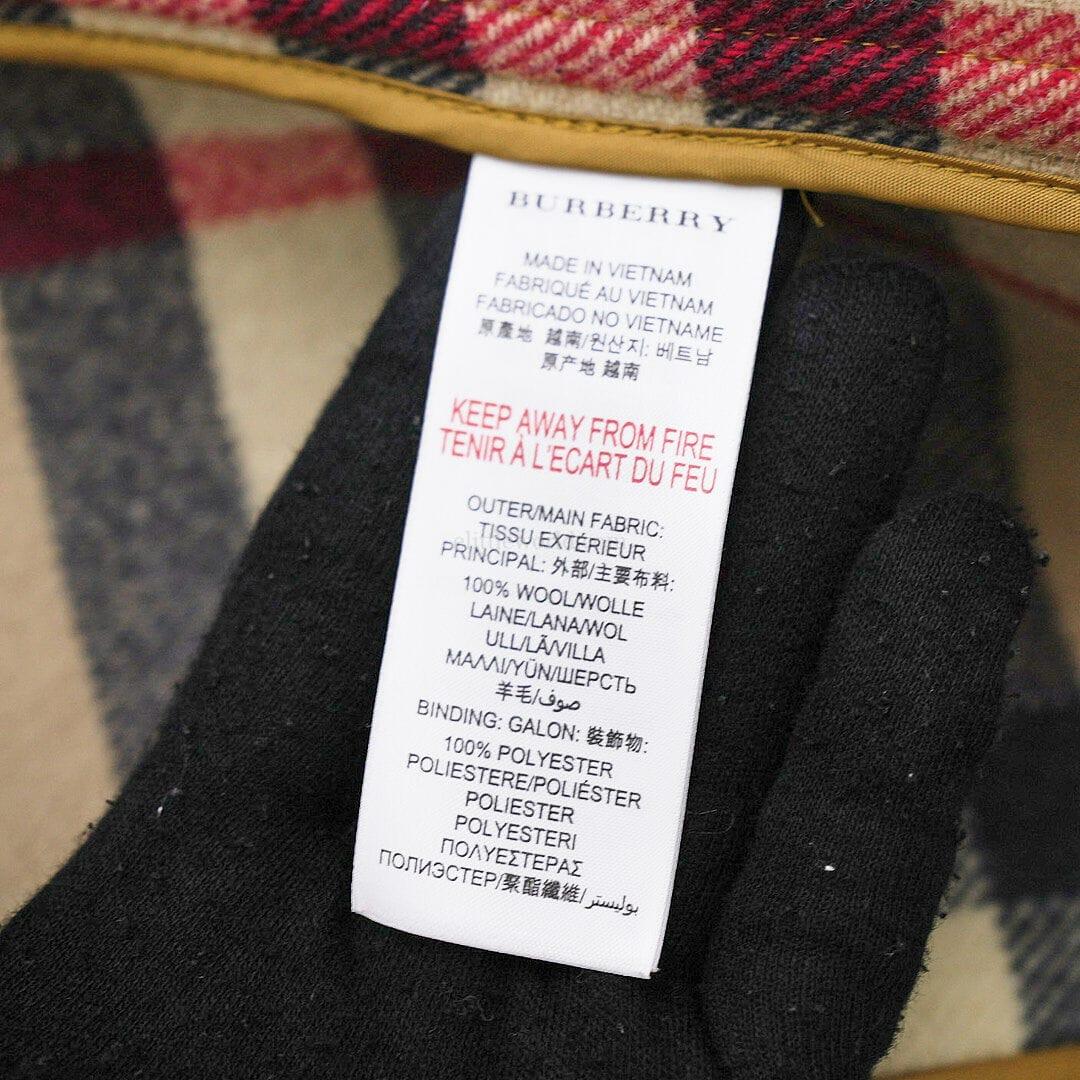 BURBERRY
MADE IN VIETNAM
FABRIQUÉ AU VIETNAM
FABRICADO NO VIETNAME
原產地 越南/원산지: 베트남
原产地 越南
KEEP AWAY FROM FIRE
TENIR À L'ECART DU FEU
OUTER/MAIN FABRIC:
TISSU EXTÉRIEUR
PRINCIPAL: 外部/主要布料:
100% WOOL/WOLLE
LAINE/LANA/WOL
ULL/LÃ/VILLA
ΜΑΛΛΙ/YÜN/ШЕРСТЬ
羊毛/صوف
BINDING: GALON: 裝飾物:
100% POLYESTER
POLIESTERE/POLIÉSTER
POLIESTER
POLYESTERI
ΠΟΛΥΕΣΤΕΡΑΣ
ПОЛИЭСТЕР/聚酯纖維/بوليستر